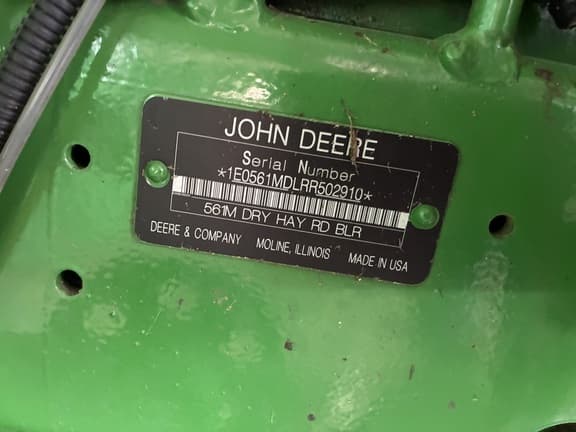 JOHN DEERE
Serial Number
*1E0561MDLRR502910*
561M DRY HAY RD BLR
DEERE & COMPANY MOLINE, ILLINOIS MADE IN USA